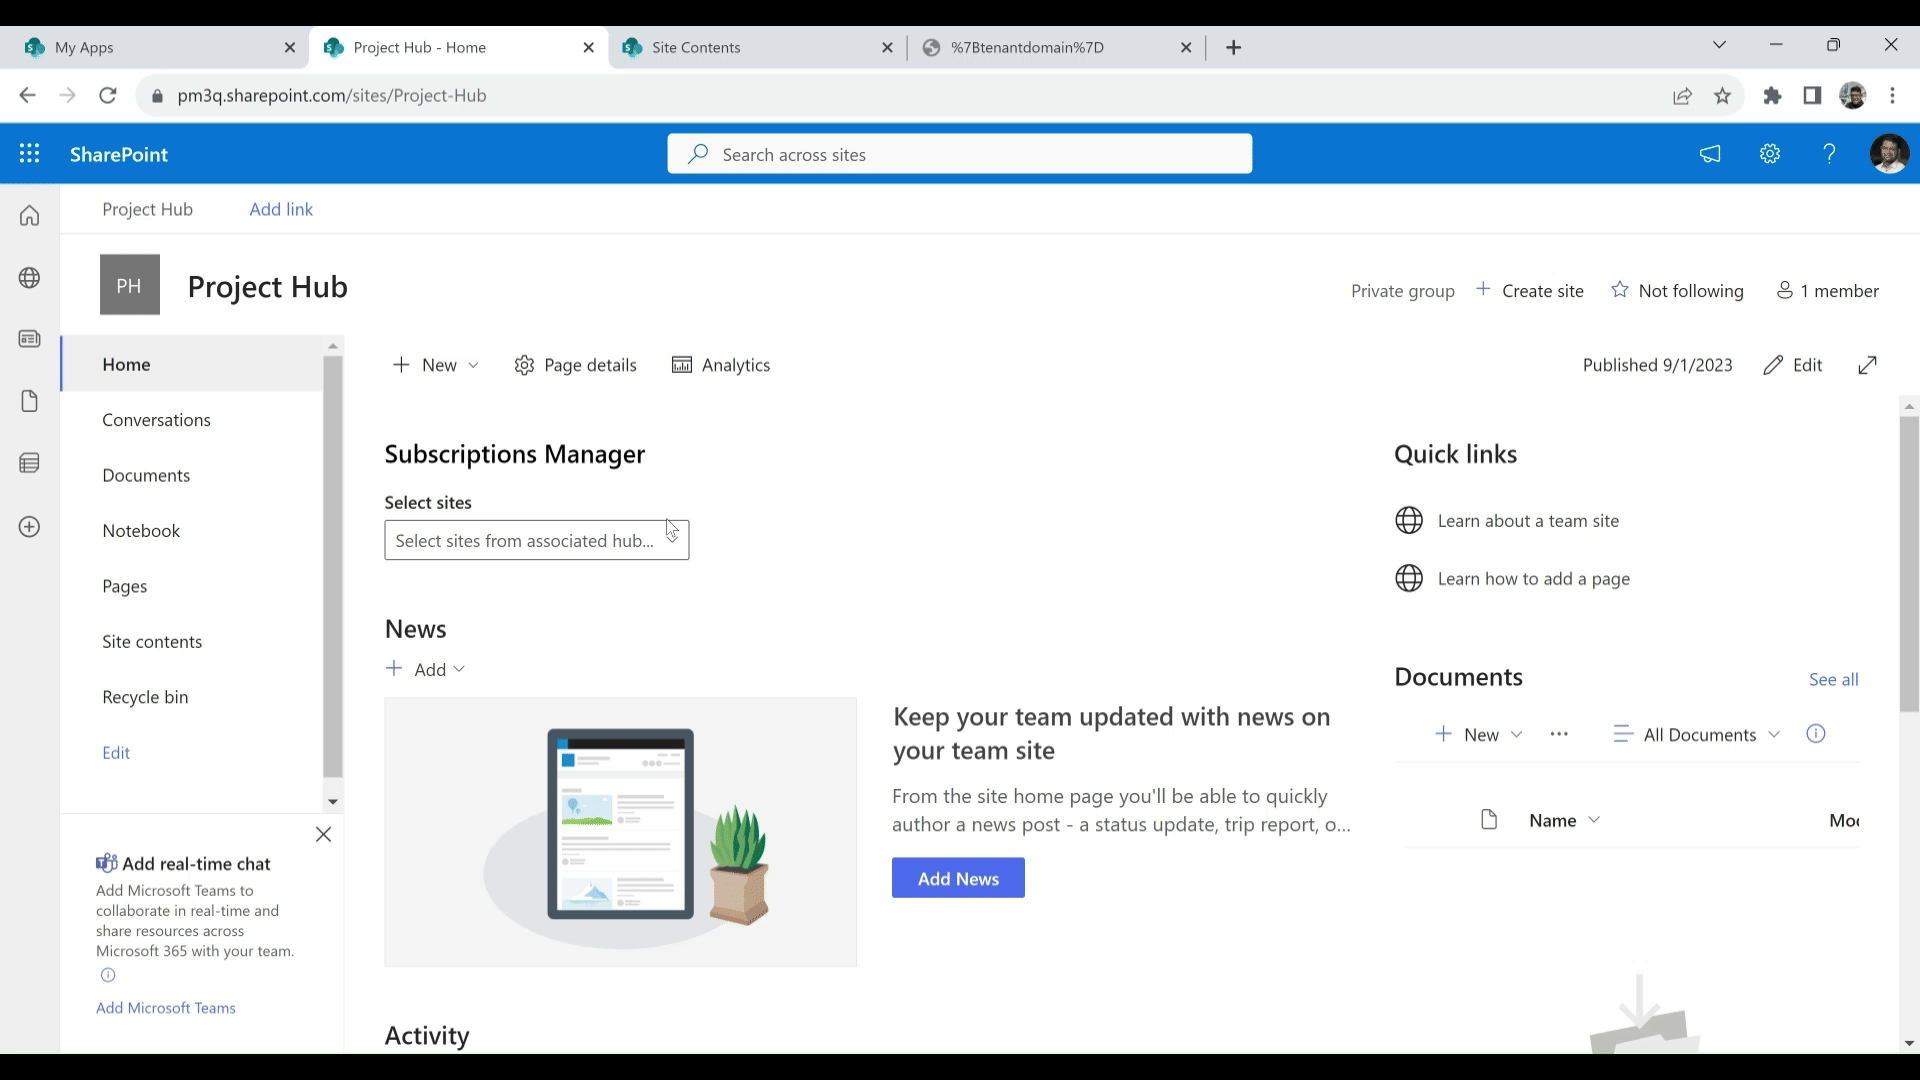 My Apps
Project Hub - Home
Site Contents
%7Btenantdomain%7D
pm3q.sharepoint.com/sites/Project-Hub
SharePoint
Search across sites
Project Hub
Add link
PH
Project Hub
Private group
Create site
Not following
1 member
Home
Conversations
Documents
Notebook
Pages
Site contents
Recycle bin
Edit
Add real-time chat
Add Microsoft Teams to
collaborate in real-time and
share resources across
Microsoft 365 with your team.
Add Microsoft Teams
New
Page details
Analytics
Published 9/1/2023
Edit
Subscriptions Manager
Select sites
Select sites from associated hub...
News
Add
Keep your team updated with news on
your team site
From the site home page you'll be able to quickly
author a news post - a status update, trip report, o...
Add News
Activity
Quick links
Learn about a team site
Learn how to add a page
Documents
See all
New
All Documents
Name
Mod